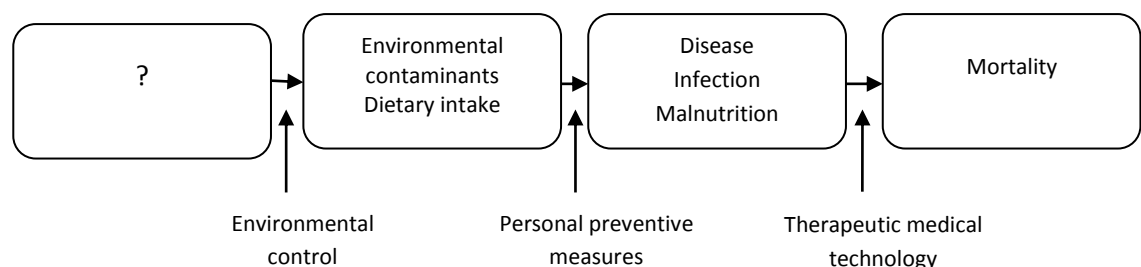 ?
Environmental
contaminants
Dietary intake
Disease
Infection
Malnutrition
Mortality
Environmental
control
Personal preventive
measures
Therapeutic medical
technology